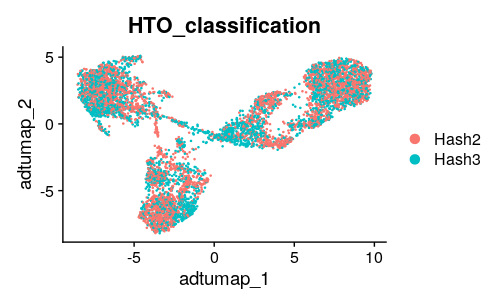 HTO_classification
5
0
-5
adtumap_2
-5
0
5
10
adtumap_1
Hash2
Hash3